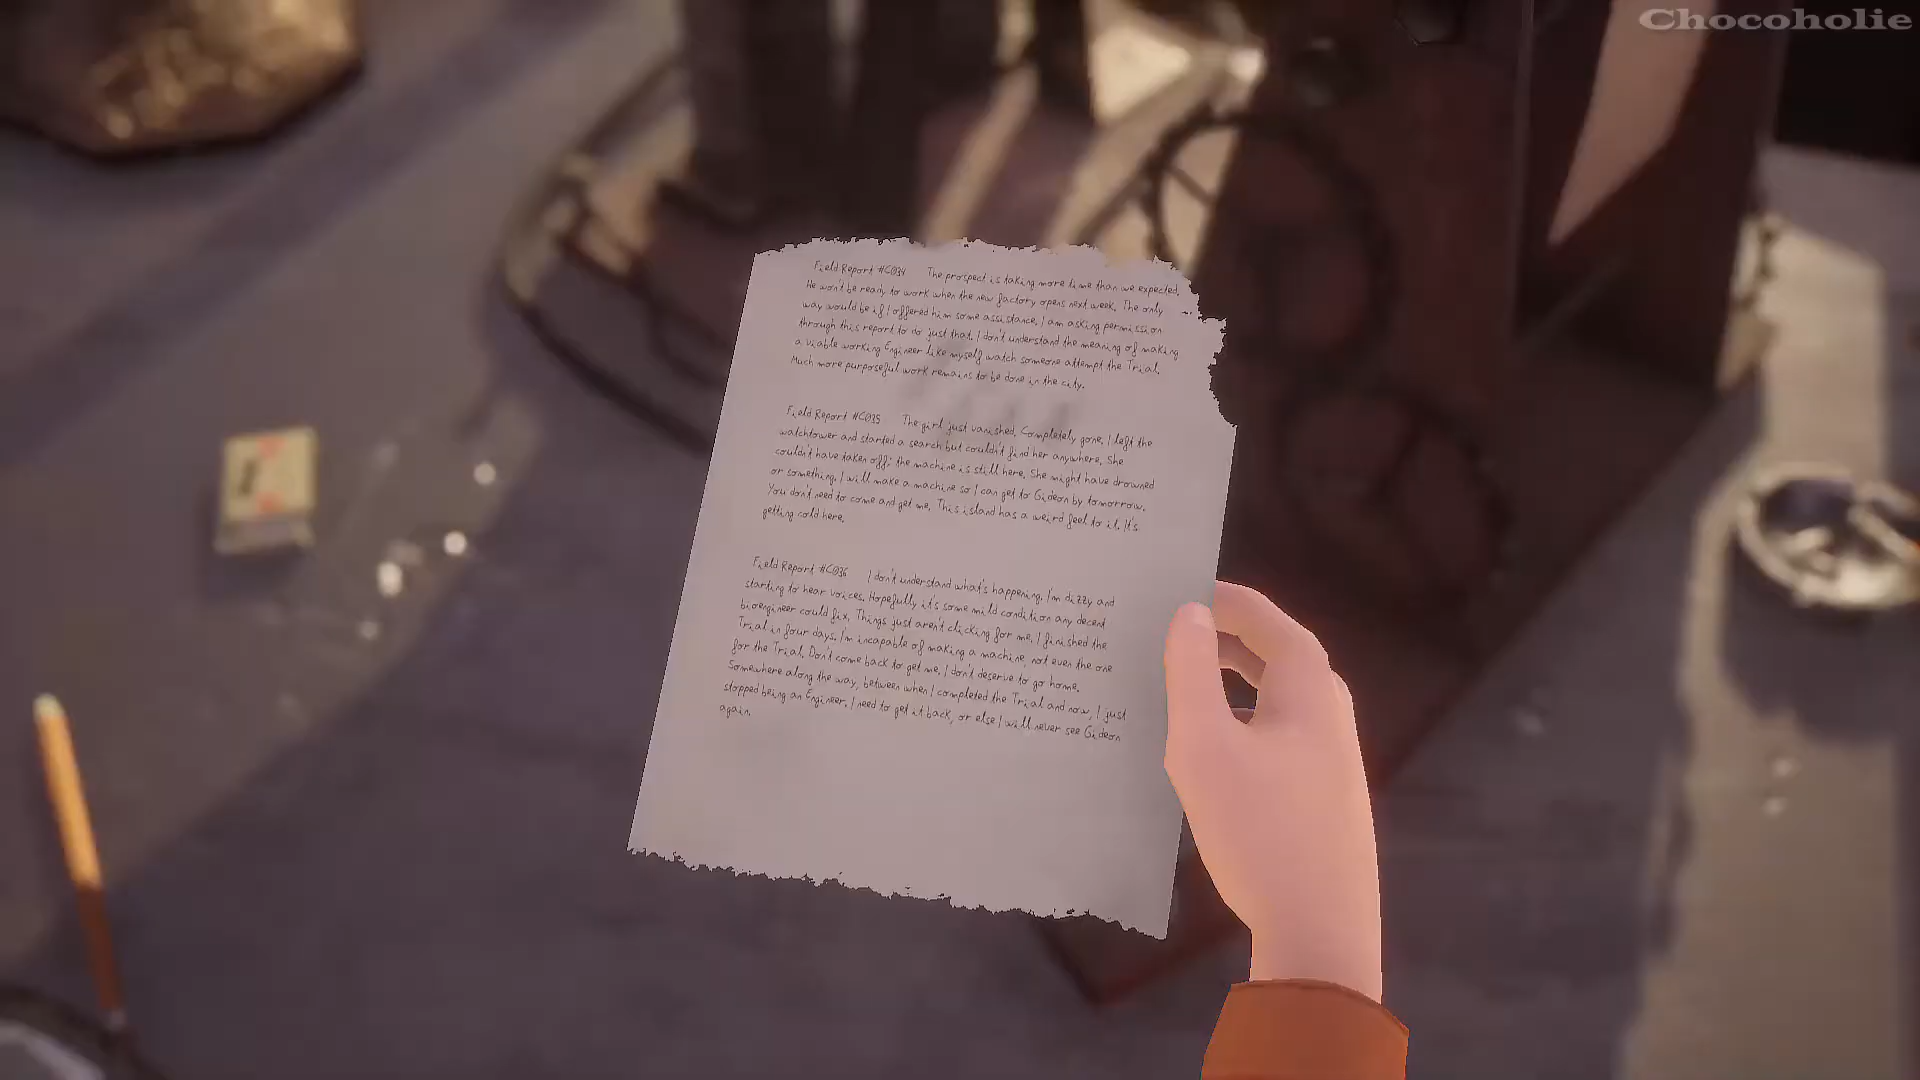 Chocoholie
Field Report #C034 The prospect is taking more time than we expected.
He won't be ready to work when the new factory opens next week. The only
way would be if I offered him some assistance. I am asking permission
through this report to do just that. I don't understand the meaning of making
a viable working Engineer like myself watch someone attempt the Trial.
Much more purposeful work remains to be done in the city.
Field Report #C035 The girl just vanished. Completely gone. I left the
watchtower and started a search but couldn't find her anywhere. She
couldn't have taken off; the machine is still here. She might have drowned
or something. I will make a machine so I can get to Gideon by tomorrow.
You don't need to come and get me. This island has a weird feel to it. It's
getting cold here.
Field Report #C036 I don't understand what's happening. I'm dizzy and
starting to hear voices. Hopefully it's some mild condition any decent
bioengineer could fix. Things just aren't clicking for me. I finished the
Trial in four days. I'm incapable of making a machine, not even the one
for the Trial. Don't come back to get me. I don't deserve to go home.
Somewhere along the way, between when I completed the Trial and now, I just
stopped being an Engineer. I need to get it back, or else I will never see Gideon
again.